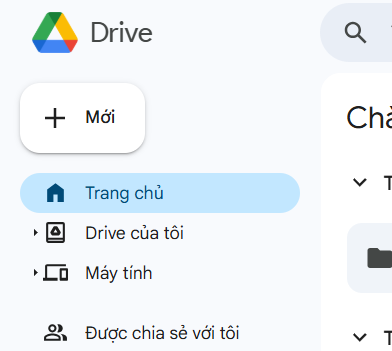 Drive
Mới
Trang chủ
Drive của tôi
Máy tính
Được chia sẻ với tôi